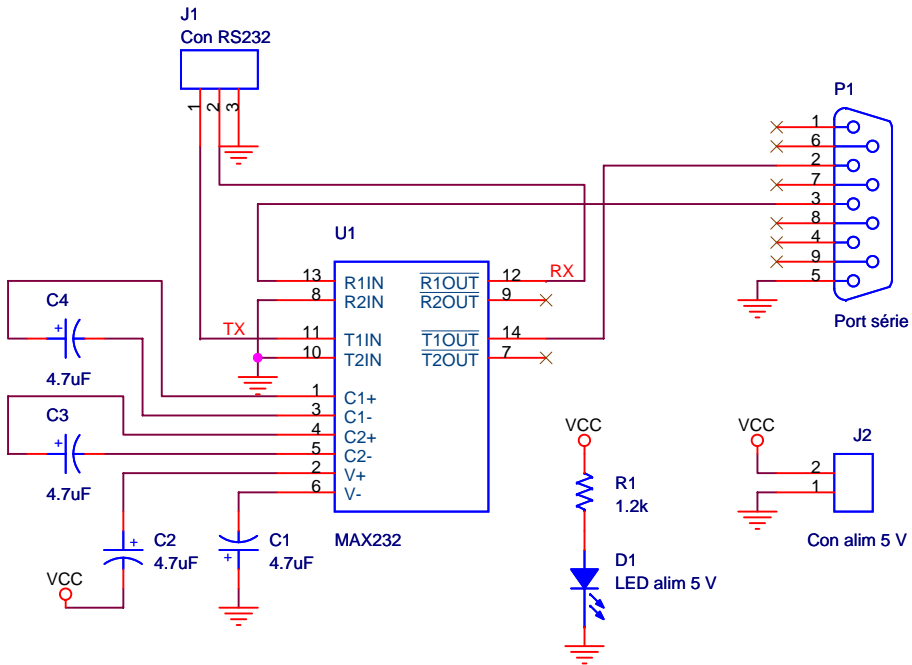 J1
Con RS232
1
2
3
P1
1
6
2
7
3
8
4
9
5
Port série
U1
13 R1IN
8 R2IN
11 T1IN
10 T2IN
1 C1+
3 C1-
4 C2+
5 C2-
2 V+
6 V-
R1OUT 12
R2OUT 9
T1OUT 14
T2OUT 7
MAX232
TX
RX
C4
+
4.7uF
C3
+
4.7uF
C2
+
4.7uF
VCC
C1
+
4.7uF
VCC
R1
1.2k
D1
LED alim 5 V
VCC
J2
2
1
Con alim 5 V